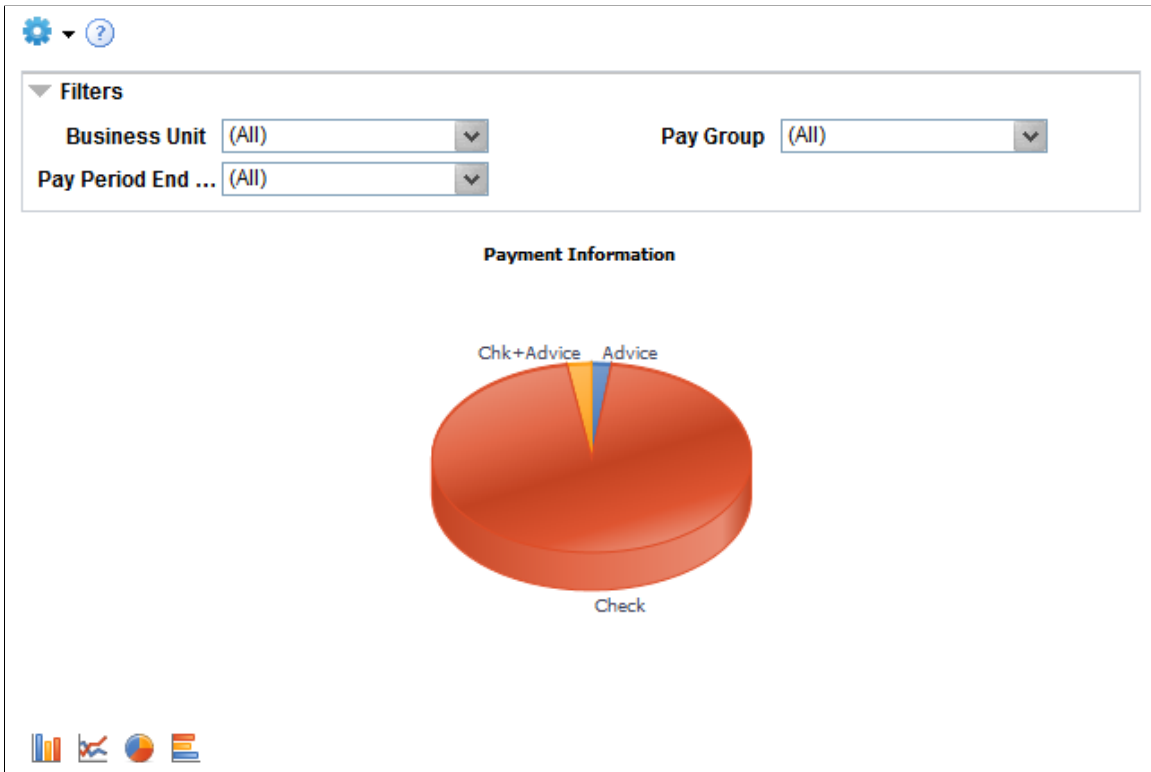 ?
Filters
Business Unit (All) Pay Group (All)
Pay Period End ... (All)
Payment Information
Chk+Advice Advice
Check